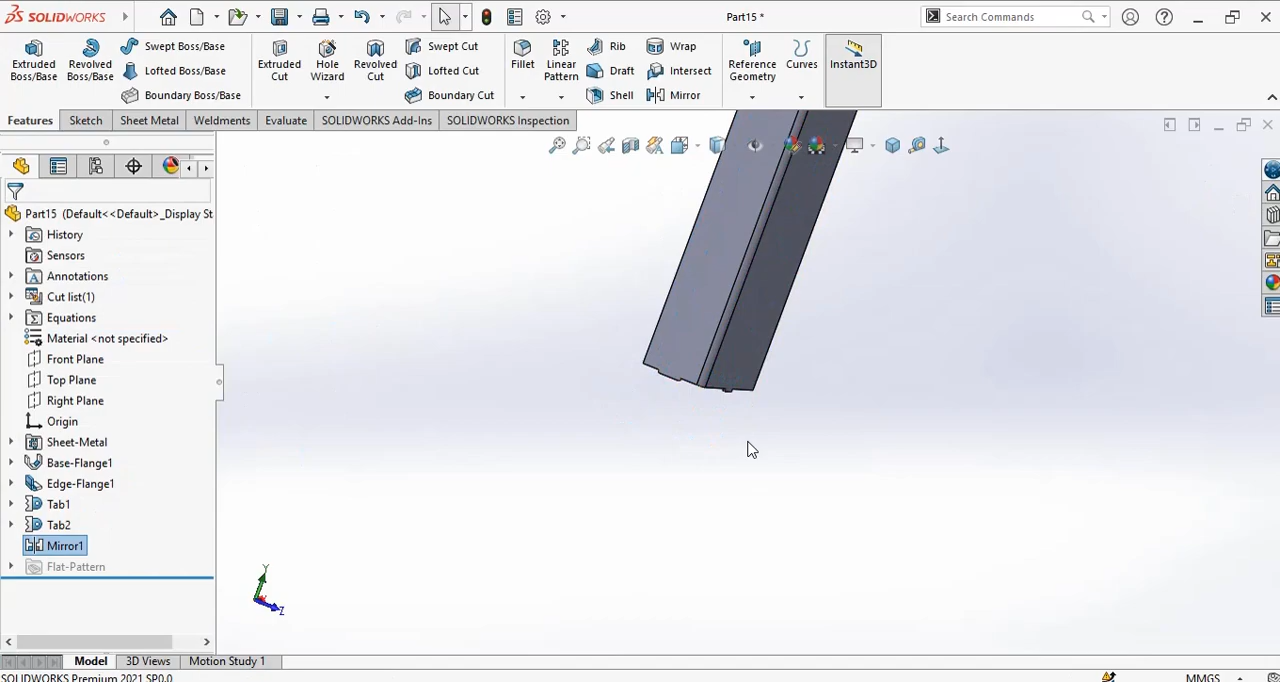 SOLIDWORKS
Part15 *
Search Commands
Extruded Boss/Base
Revolved Boss/Base
Swept Boss/Base
Lofted Boss/Base
Boundary Boss/Base
Extruded Cut
Hole Wizard
Revolved Cut
Swept Cut
Lofted Cut
Boundary Cut
Fillet
Linear Pattern
Rib
Draft
Shell
Wrap
Intersect
Mirror
Reference Geometry
Curves
Instant3D
Features
Sketch
Sheet Metal
Weldments
Evaluate
SOLIDWORKS Add-Ins
SOLIDWORKS Inspection
Part15 (Default<<Default>_Display St
History
Sensors
Annotations
Cut list(1)
Equations
Material <not specified>
Front Plane
Top Plane
Right Plane
Origin
Sheet-Metal
Base-Flange1
Edge-Flange1
Tab1
Tab2
Mirror1
Flat-Pattern
Y
Z
Model
3D Views
Motion Study 1
SOLIDWORKS Premium 2021 SP0.0
MMGS